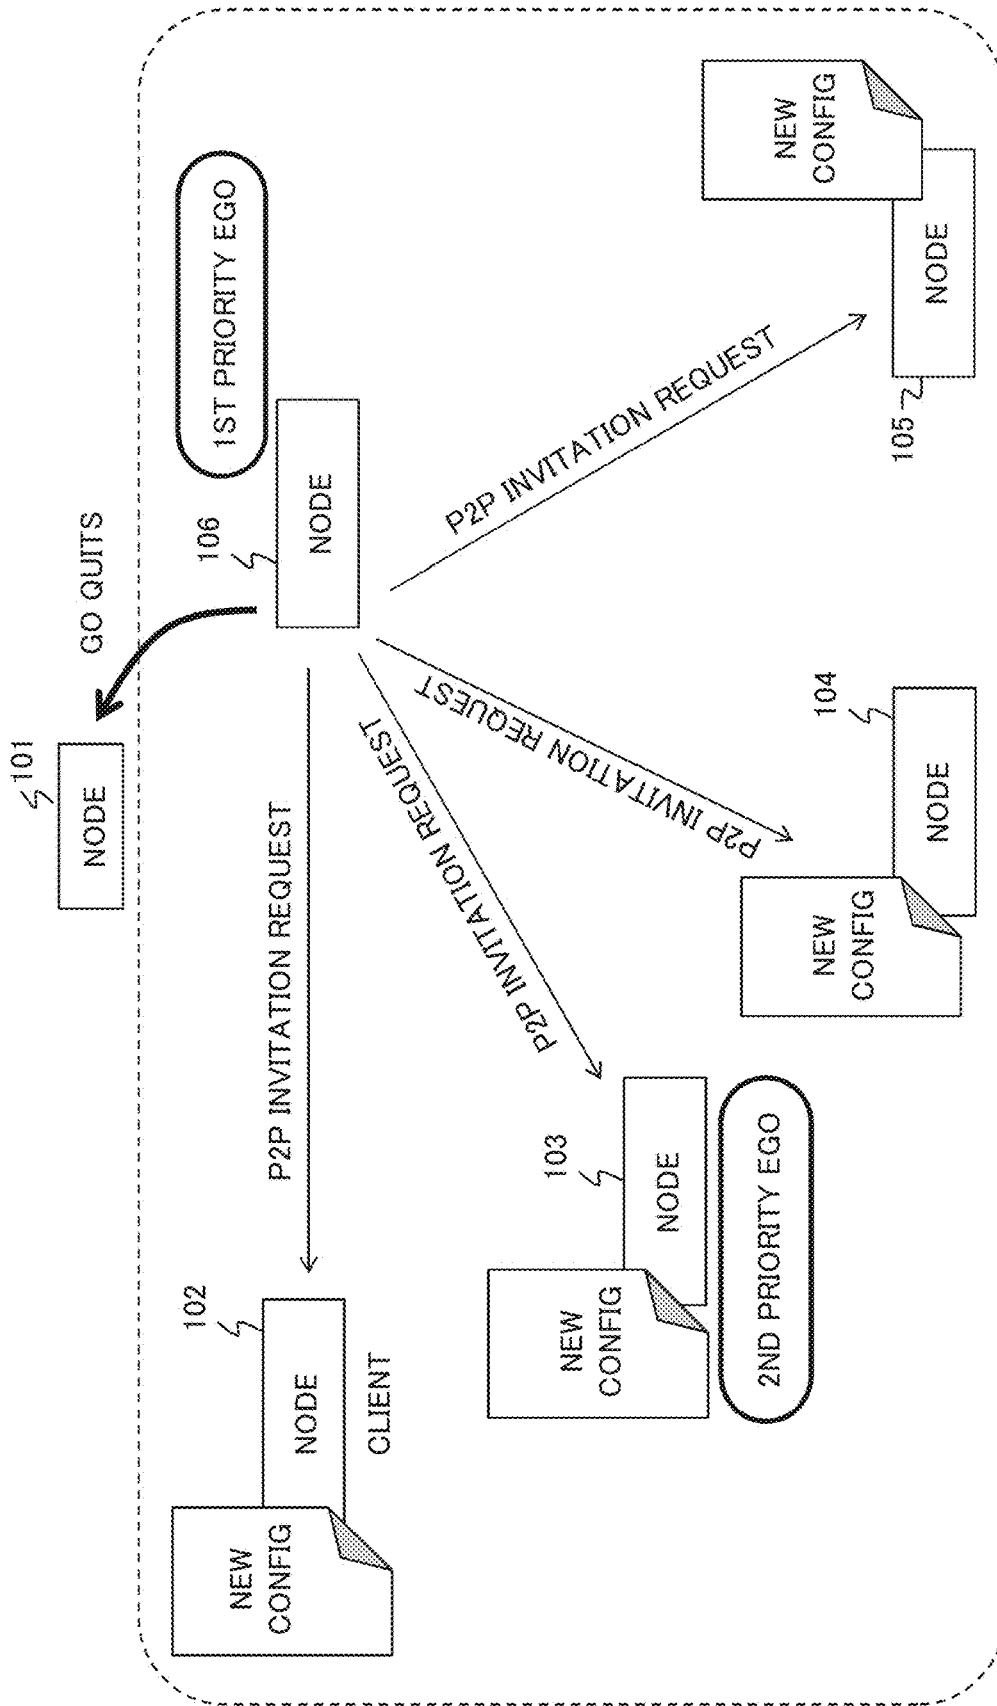 101
NODE
GO QUITS
106
NODE
1ST PRIORITY EGO
102
NODE
NEW
CONFIG
CLIENT
P2P INVITATION REQUEST
P2P INVITATION REQUEST
P2P INVITATION REQUEST
P2P INVITATION REQUEST
103
NODE
NEW
CONFIG
2ND PRIORITY EGO
104
NODE
NEW
CONFIG
NEW
CONFIG
NODE
105